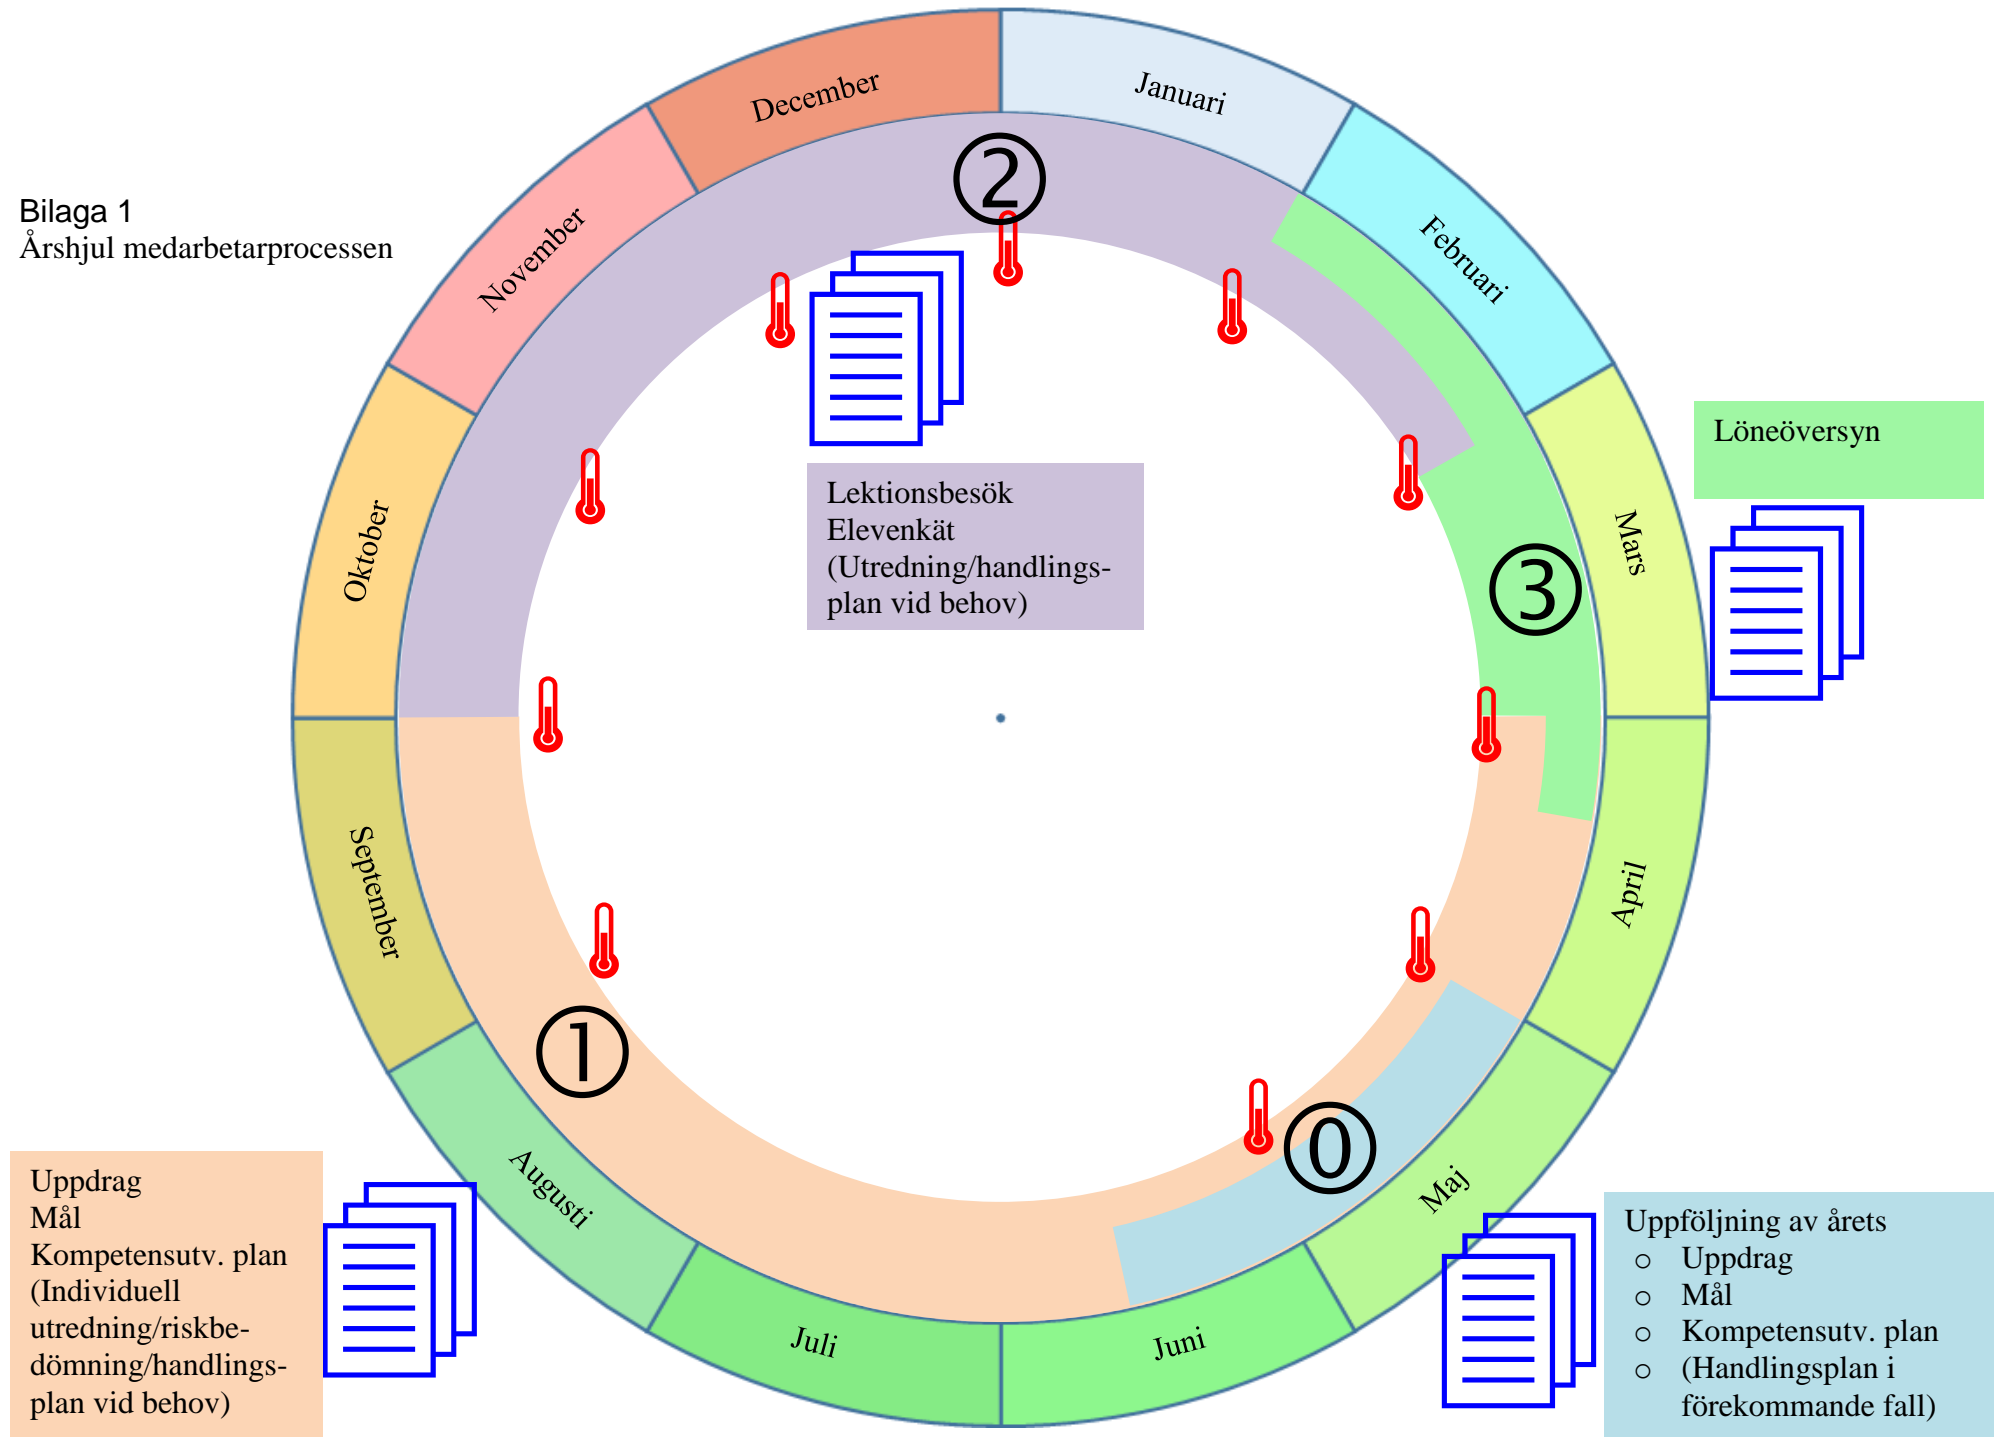 Bilaga 1
Årshjul medarbetarprocessen
Januari
Februari
Mars
April
Maj
Juni
Juli
Augusti
September
Oktober
November
December
②
③
⓪
①
Lektionsbesök
Elevenkät
(Utredning/handlings-
plan vid behov)
Löneöversyn
Uppföljning av årets
o Uppdrag
o Mål
o Kompetensutv. plan
o (Handlingsplan i
förekommande fall)
Uppdrag
Mål
Kompetensutv. plan
(Individuell
utredning/riskbe-
dömning/handlings-
plan vid behov)